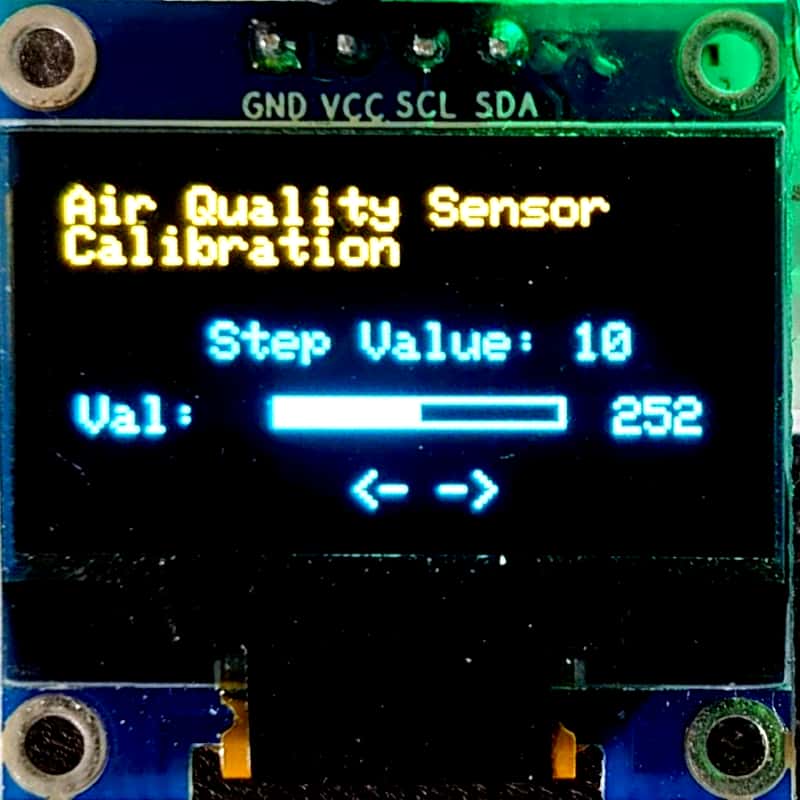 GND VCC SCL SDA
Air Quality Sensor
Calibration
Step Value: 10
Val: 252
<- ->